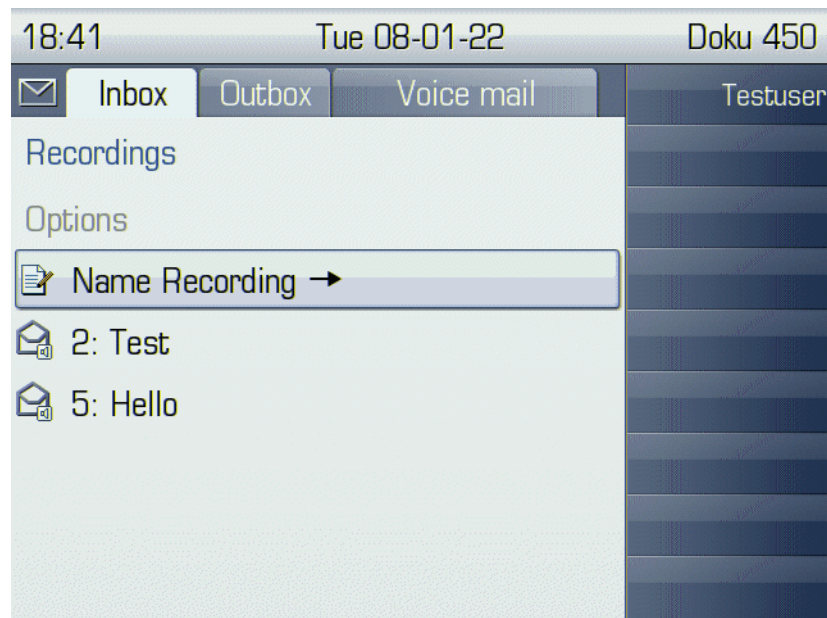 18:41 Tue 08-01-22 Doku 450
Inbox Outbox Voice mail Testuser
Recordings
Options
Name Recording →
2: Test
5: Hello